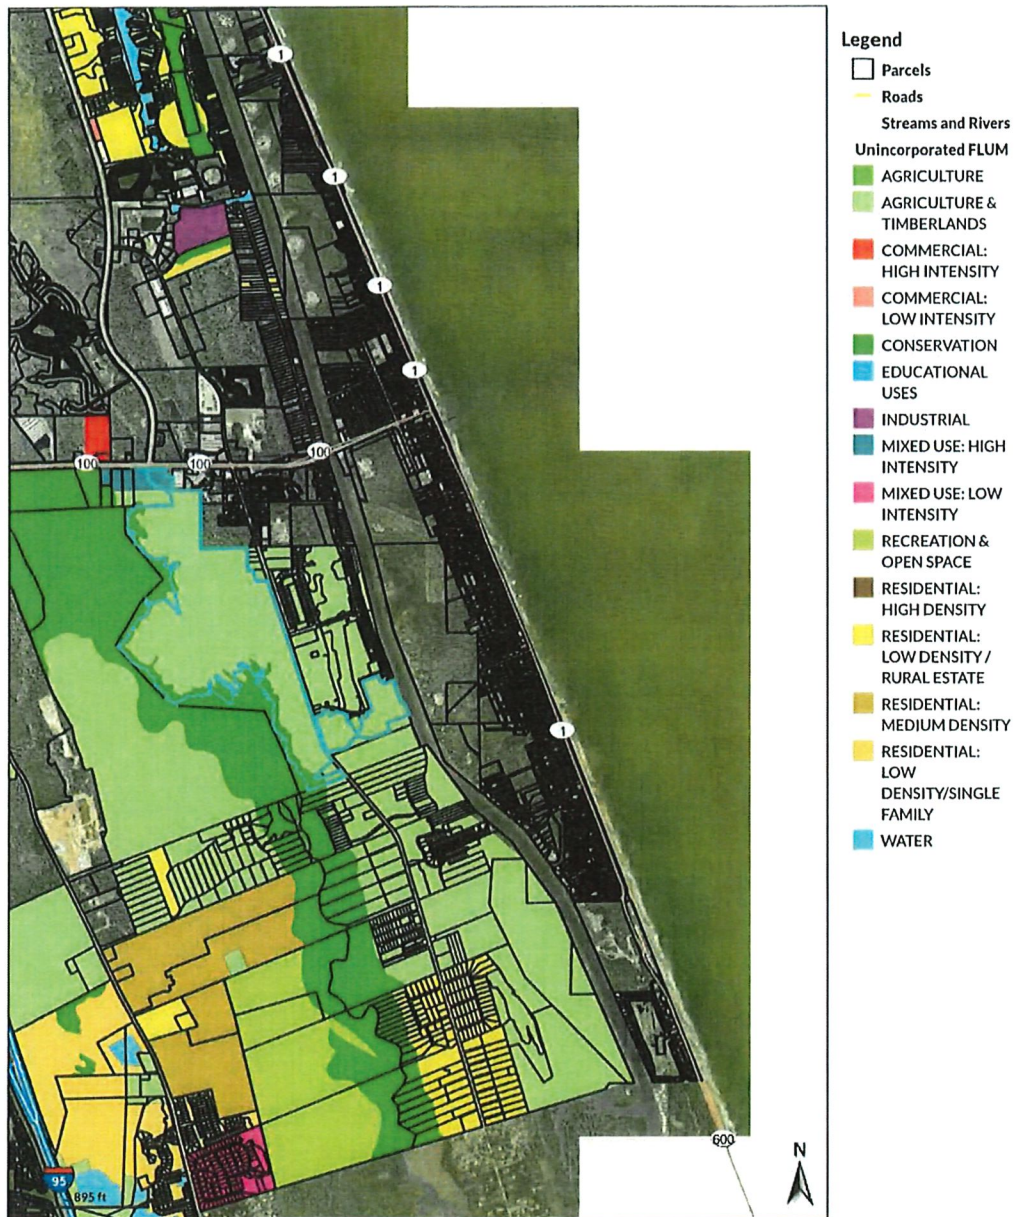 Legend
Parcels
Roads
Streams and Rivers
Unincorporated FLUM
AGRICULTURE
AGRICULTURE &
TIMBERLANDS
COMMERCIAL:
HIGH INTENSITY
COMMERCIAL:
LOW INTENSITY
CONSERVATION
EDUCATIONAL
USES
INDUSTRIAL
MIXED USE: HIGH
INTENSITY
MIXED USE: LOW
INTENSITY
RECREATION &
OPEN SPACE
RESIDENTIAL:
HIGH DENSITY
RESIDENTIAL:
LOW DENSITY /
RURAL ESTATE
RESIDENTIAL:
MEDIUM DENSITY
RESIDENTIAL:
LOW
DENSITY/SINGLE
FAMILY
WATER
1
1
1
1
100
100
100
1
600
N
95
895 ft